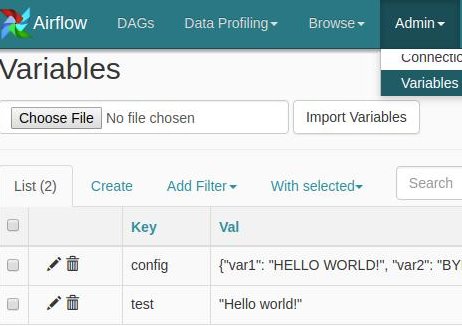 Airflow DAGs Data Profiling Browse Admin
Variables
Variables
Choose File No file chosen Import Variables
List (2) Create Add Filter With selected Search
Key Val
config {"var1": "HELLO WORLD!", "var2": "BY
test "Hello world!"